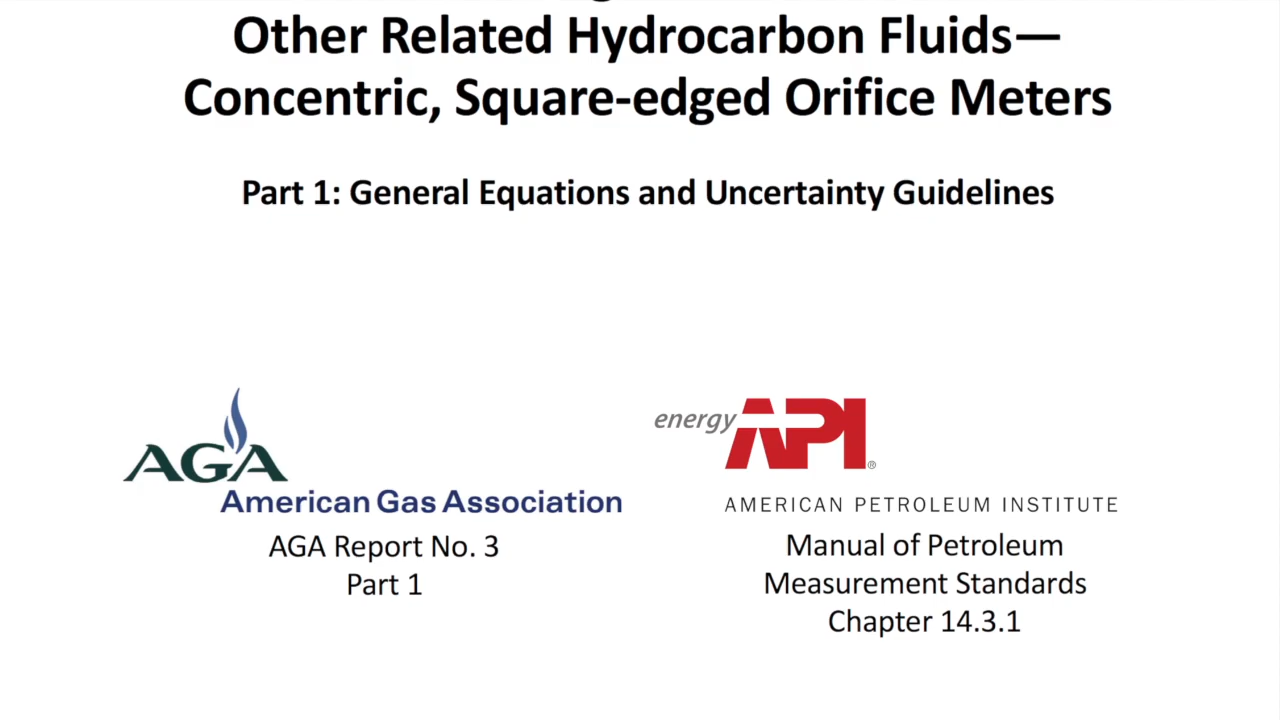 Other Related Hydrocarbon Fluids—
Concentric, Square-edged Orifice Meters
Part 1: General Equations and Uncertainty Guidelines
AGA
American Gas Association
AGA Report No. 3
Part 1
energy API®
AMERICAN PETROLEUM INSTITUTE
Manual of Petroleum
Measurement Standards
Chapter 14.3.1